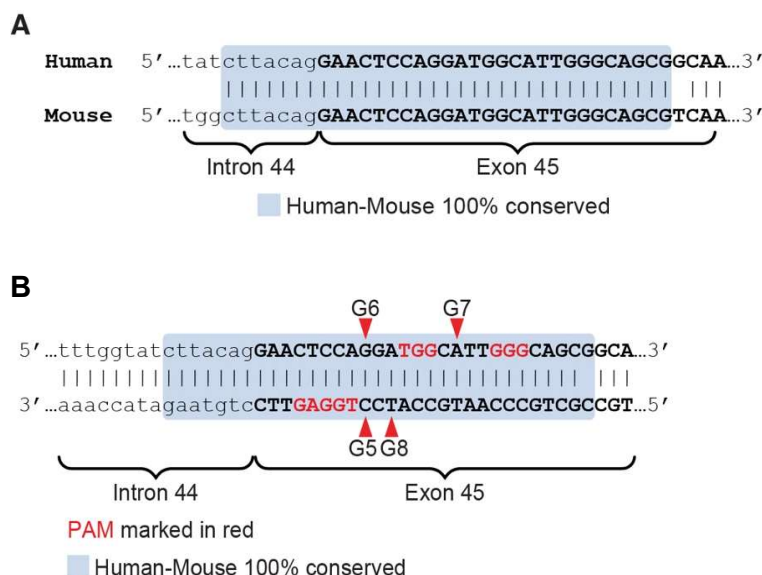 A
Human 5′…tatcttacagGAACTCCAGGATGGCATTGGGCAGCGGCAA…3′
Mouse 5′…tggcttacagGAACTCCAGGATGGCATTGGGCAGCGTCAA…3′
Intron 44 Exon 45
Human-Mouse 100% conserved
B
G6 G7
5′…tttggtatcttacagGAACTCCAGGATGGCATTGGGCAGCGGCA…3′
3′…aaaccatagaatgtcCTTGAGGTCCTACCGTAACCCGTCGCCGT…5′
G5 G8
Intron 44 Exon 45
PAM marked in red
Human-Mouse 100% conserved